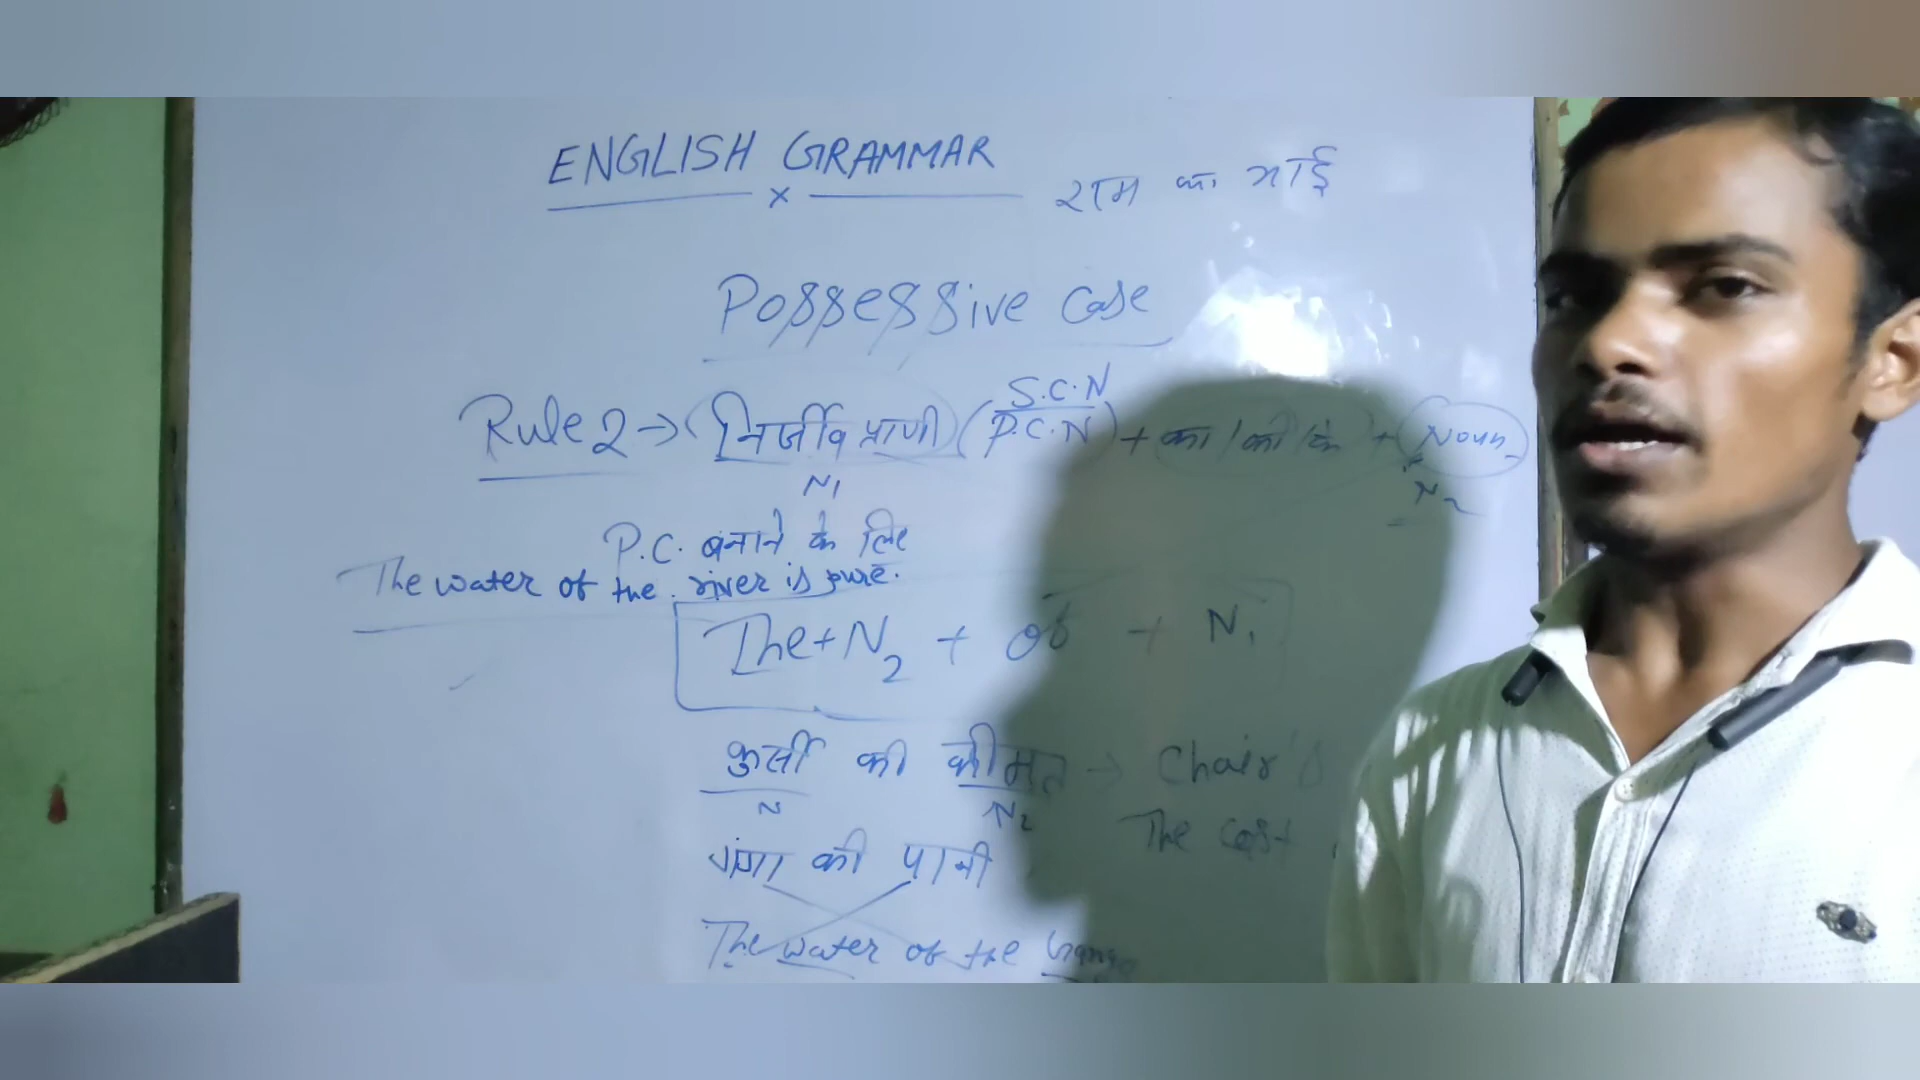 ENGLISH GRAMMAR
राम का भाई
Possessive Case
Rule 2 → (निर्जीव प्राणी (S.C.N / P.C.N) + का / की / के + Noun
N1 N2
P.C. बनाने के लिए
The water of the river is pure.
The + N2 + of + N1
कुर्सी की कीमत → Chair's
N N2
The cost
गंगा की पानी
The water of the Ganga